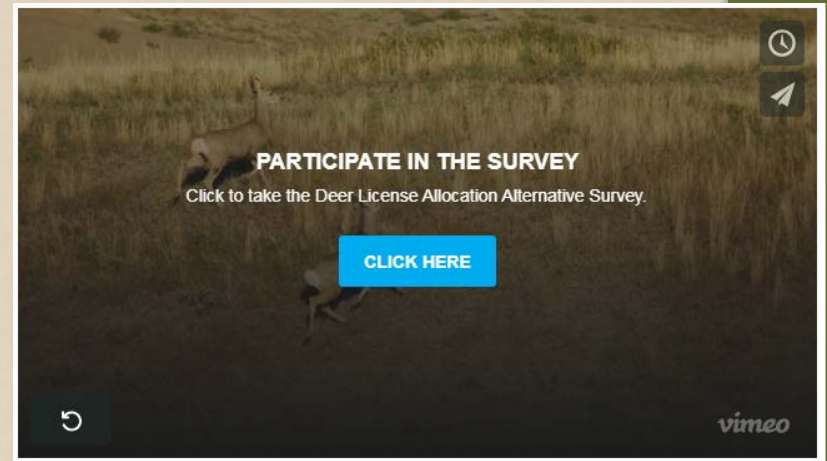 PARTICIPATE IN THE SURVEY
Click to take the Deer License Allocation Alternative Survey.
CLICK HERE
vimeo